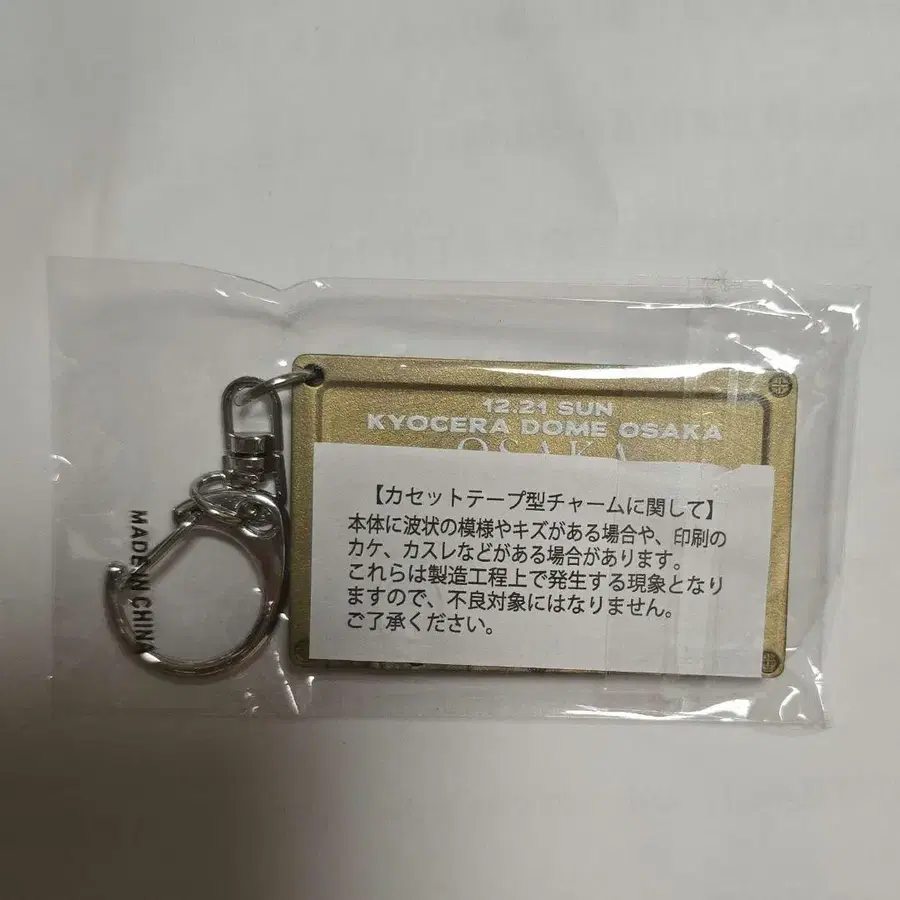 12.21 SUN
KYOCERA DOME OSAKA
OSAKA
【カセットテープ型チャームに関して】
本体に波状の模様やキズがある場合や、印刷の
カケ、カスレなどがある場合があります。
これらは製造工程上で発生する現象となり
ますので、不良対象にはなりません。
ご了承ください。
MADE IN CHINA